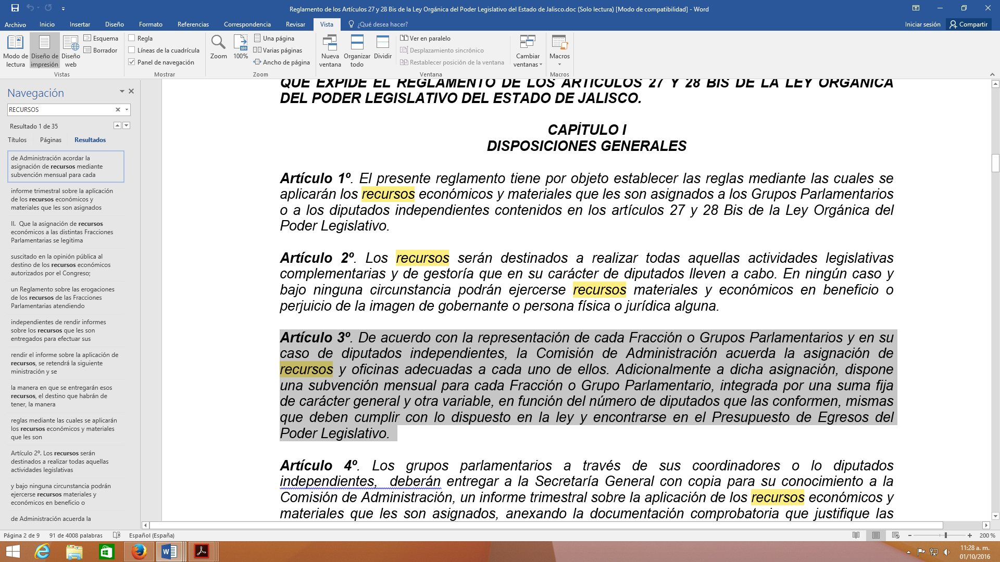 Reglamento de los Artículos 27 y 28 Bis de la Ley Orgánica del Poder Legislativo del Estado de Jalisco.doc (Solo lectura) [Modo de compatibilidad] - Word
Archivo Inicio Insertar Diseño Formato Referencias Correspondencia Revisar Vista ¿Qué desea hacer? Iniciar sesión Compartir
Modo de lectura
Diseño de impresión
Diseño web
Esquema
Borrador
Vistas
Regla
Líneas de la cuadrícula
Panel de navegación
Mostrar
Zoom
100%
Una página
Varias páginas
Ancho de página
Zoom
Nueva ventana
Organizar todo
Dividir
Ver en paralelo
Desplazamiento sincrónico
Restablecer posición de la ventana
Ventana
Cambiar ventanas
Macros
Macros
Navegación
RECURSOS
Resultado 1 de 35
Títulos Páginas Resultados
de Administración acordar la
asignación de recursos mediante
subvención mensual para cada
informe trimestral sobre la aplicación
de los recursos económicos y
materiales que les son asignados
II. Que la asignación de recursos
económicos a las distintas Fracciones
Parlamentarias se legitima
suscitado en la opinión pública al
destino de los recursos económicos
autorizados por el Congreso;
un Reglamento sobre las erogaciones
de los recursos de las Fracciones
Parlamentarias atendiendo
independientes de rendir informes
sobre los recursos que les son
entregados para efectuar sus
rendir el informe sobre la aplicación de
recursos, se retendrá la siguiente
ministración y se
la manera en que se entregarán esos
recursos, el destino que habrán de
tener, la manera
reglas mediante las cuales se aplicarán
los recursos económicos y materiales
que les son
Artículo 2º. Los recursos serán
destinados a realizar todas aquellas
actividades legislativas
y bajo ninguna circunstancia podrán
ejercerse recursos materiales y
económicos en beneficio o
de Administración acuerda la
QUE EXPIDE EL REGLAMENTO DE LOS ARTÍCULOS 27 Y 28 BIS DE LA LEY ORGÁNICA
DEL PODER LEGISLATIVO DEL ESTADO DE JALISCO.
CAPÍTULO I
DISPOSICIONES GENERALES
Artículo 1º. El presente reglamento tiene por objeto establecer las reglas mediante las cuales se
aplicarán los recursos económicos y materiales que les son asignados a los Grupos Parlamentarios
o a los diputados independientes contenidos en los artículos 27 y 28 Bis de la Ley Orgánica del
Poder Legislativo.
Artículo 2º. Los recursos serán destinados a realizar todas aquellas actividades legislativas
complementarias y de gestoría que en su carácter de diputados lleven a cabo. En ningún caso y
bajo ninguna circunstancia podrán ejercerse recursos materiales y económicos en beneficio o
perjuicio de la imagen de gobernante o persona física o jurídica alguna.
Artículo 3º. De acuerdo con la representación de cada Fracción o Grupos Parlamentarios y en su
caso de diputados independientes, la Comisión de Administración acuerda la asignación de
recursos y oficinas adecuadas a cada uno de ellos. Adicionalmente a dicha asignación, dispone
una subvención mensual para cada Fracción o Grupo Parlamentario, integrada por una suma fija
de carácter general y otra variable, en función del número de diputados que las conformen, mismas
que deben cumplir con lo dispuesto en la ley y encontrarse en el Presupuesto de Egresos del
Poder Legislativo.
Artículo 4º. Los grupos parlamentarios a través de sus coordinadores o lo diputados
independientes, deberán entregar a la Secretaría General con copia para su conocimiento a la
Comisión de Administración, un informe trimestral sobre la aplicación de los recursos económicos y
materiales que les son asignados, anexando la documentación comprobatoria que justifique las
Página 2 de 9 91 de 4008 palabras Español (España) 200 %
11:28 a. m.
01/10/2016